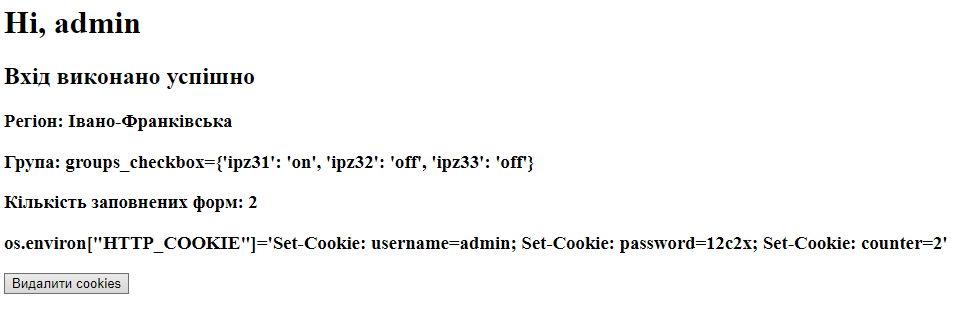 Hi, admin
Вхід виконано успішно
Регіон: Івано-Франківська
Група: groups_checkbox={'ipz31': 'on', 'ipz32': 'off', 'ipz33': 'off'}
Кількість заповнених форм: 2
os.environ["HTTP_COOKIE"]='Set-Cookie: username=admin; Set-Cookie: password=12c2x; Set-Cookie: counter=2'
Видалити cookies